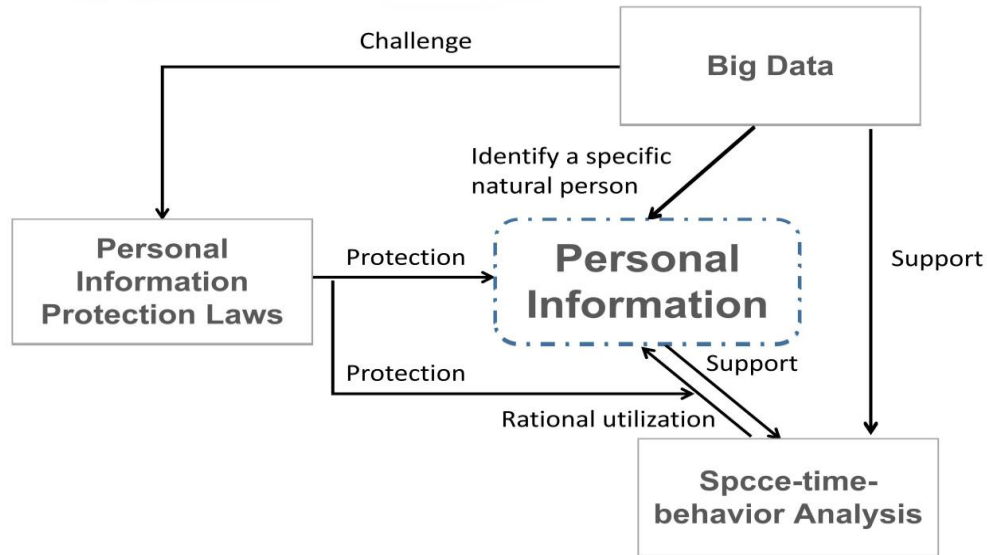 Challenge
Big Data
Identify a specific
natural person
Personal
Information
Protection Laws
Protection
Personal
Information
Support
Protection
Support
Rational utilization
Spcce-time-
behavior Analysis